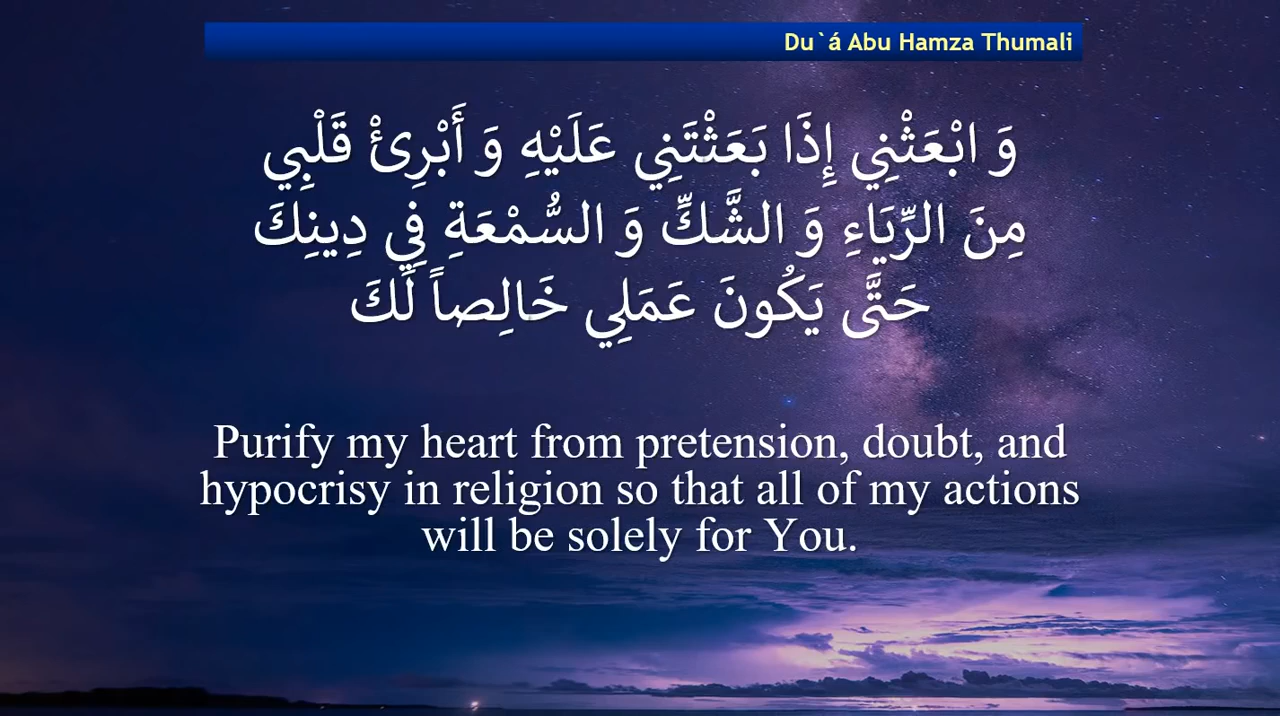 Du`á Abu Hamza Thumali
وَ ابْعَثْنِي إِذَا بَعَثْتَنِي عَلَيْهِ وَ أَبْرِئْ قَلْبِي
مِنَ الرِّيَاءِ وَ الشَّكِّ وَ السُّمْعَةِ فِي دِينِكَ
حَتَّى يَكُونَ عَمَلِي خَالِصاً لَكَ
Purify my heart from pretension, doubt, and
hypocrisy in religion so that all of my actions
will be solely for You.